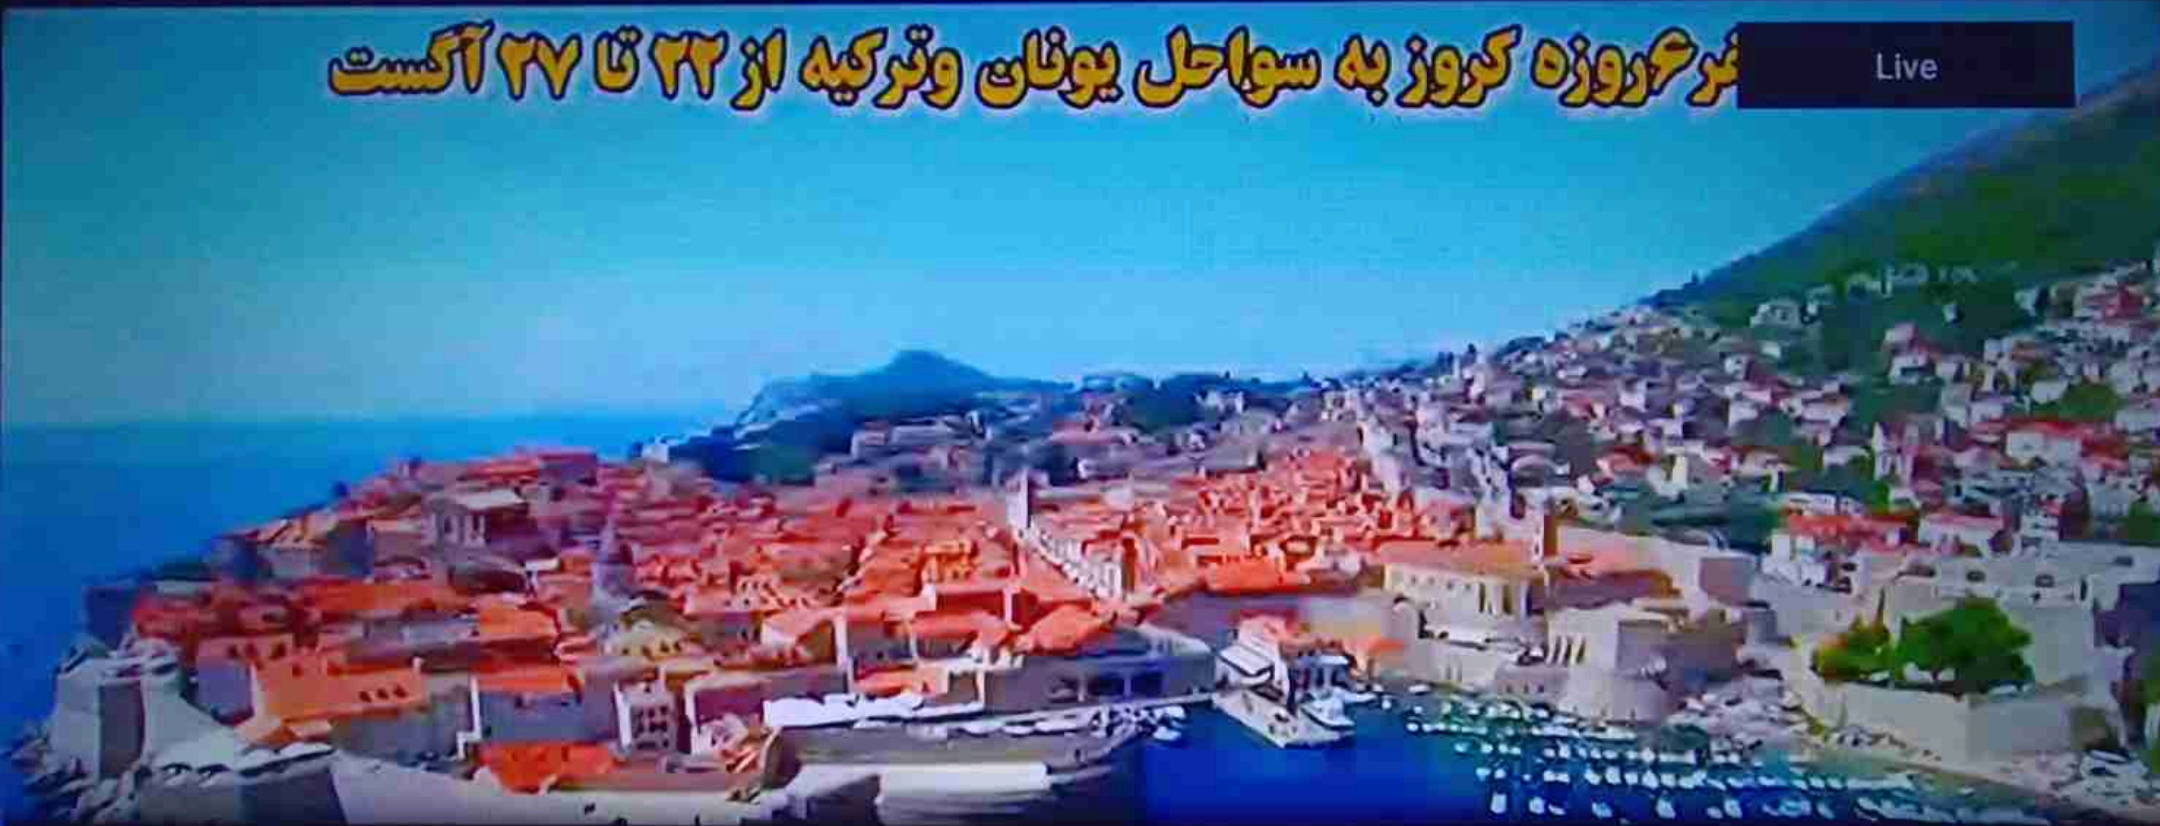 فر۶روزه کروز به سواحل یونان وترکیه از ۲۲ تا ۲۷ آگست
Live